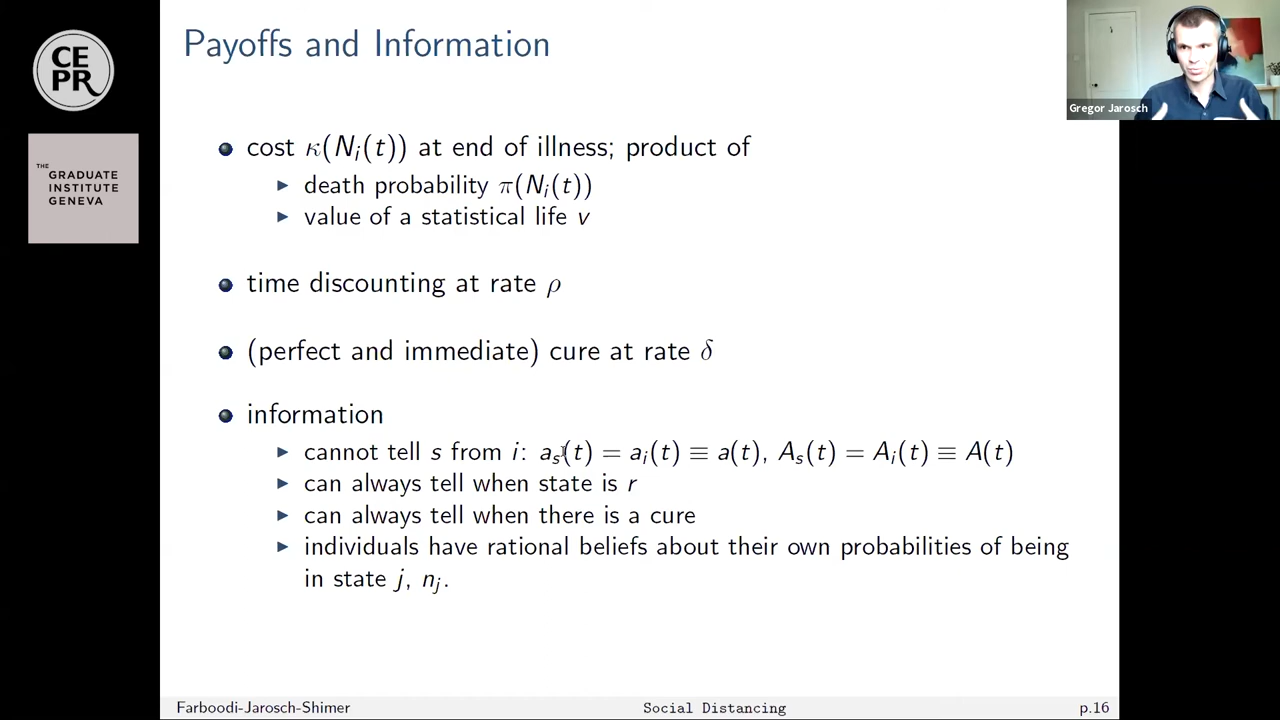 Payoffs and Information
CE
PR
THE
GRADUATE
INSTITUTE
GENEVA
Gregor Jarosch
cost κ(Nᵢ(t)) at end of illness; product of
death probability π(Nᵢ(t))
value of a statistical life v
time discounting at rate ρ
(perfect and immediate) cure at rate δ
information
cannot tell s from i: aₛ(t) = aᵢ(t) ≡ a(t), Aₛ(t) = Aᵢ(t) ≡ A(t)
can always tell when state is r
can always tell when there is a cure
individuals have rational beliefs about their own probabilities of being
in state j, nⱼ.
Farboodi-Jarosch-Shimer
Social Distancing
p.16